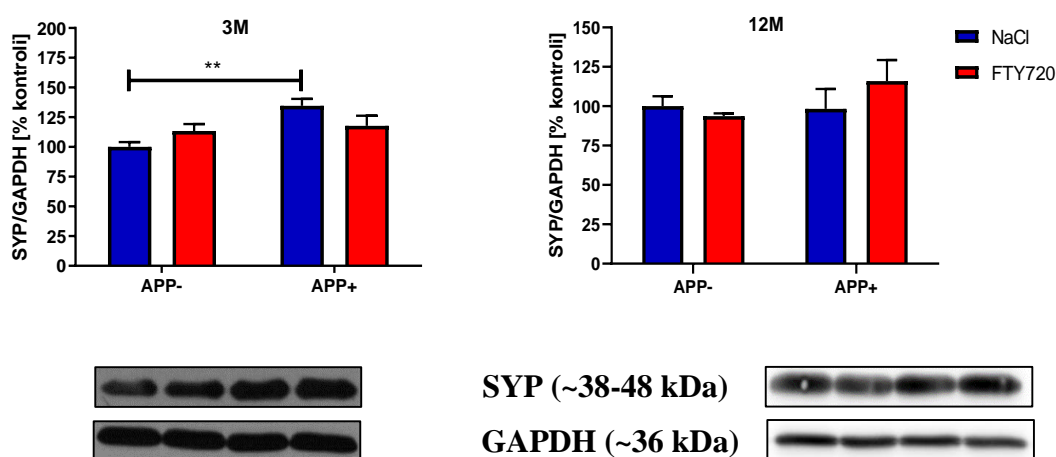 3M
SYP/GAPDH [% kontroli]
200
175
150
125
100
75
50
25
0
**
APP-
APP+
12M
SYP/GAPDH [% kontroli]
150
125
100
75
50
25
0
APP-
APP+
NaCl
FTY720
SYP (~38-48 kDa)
GAPDH (~36 kDa)